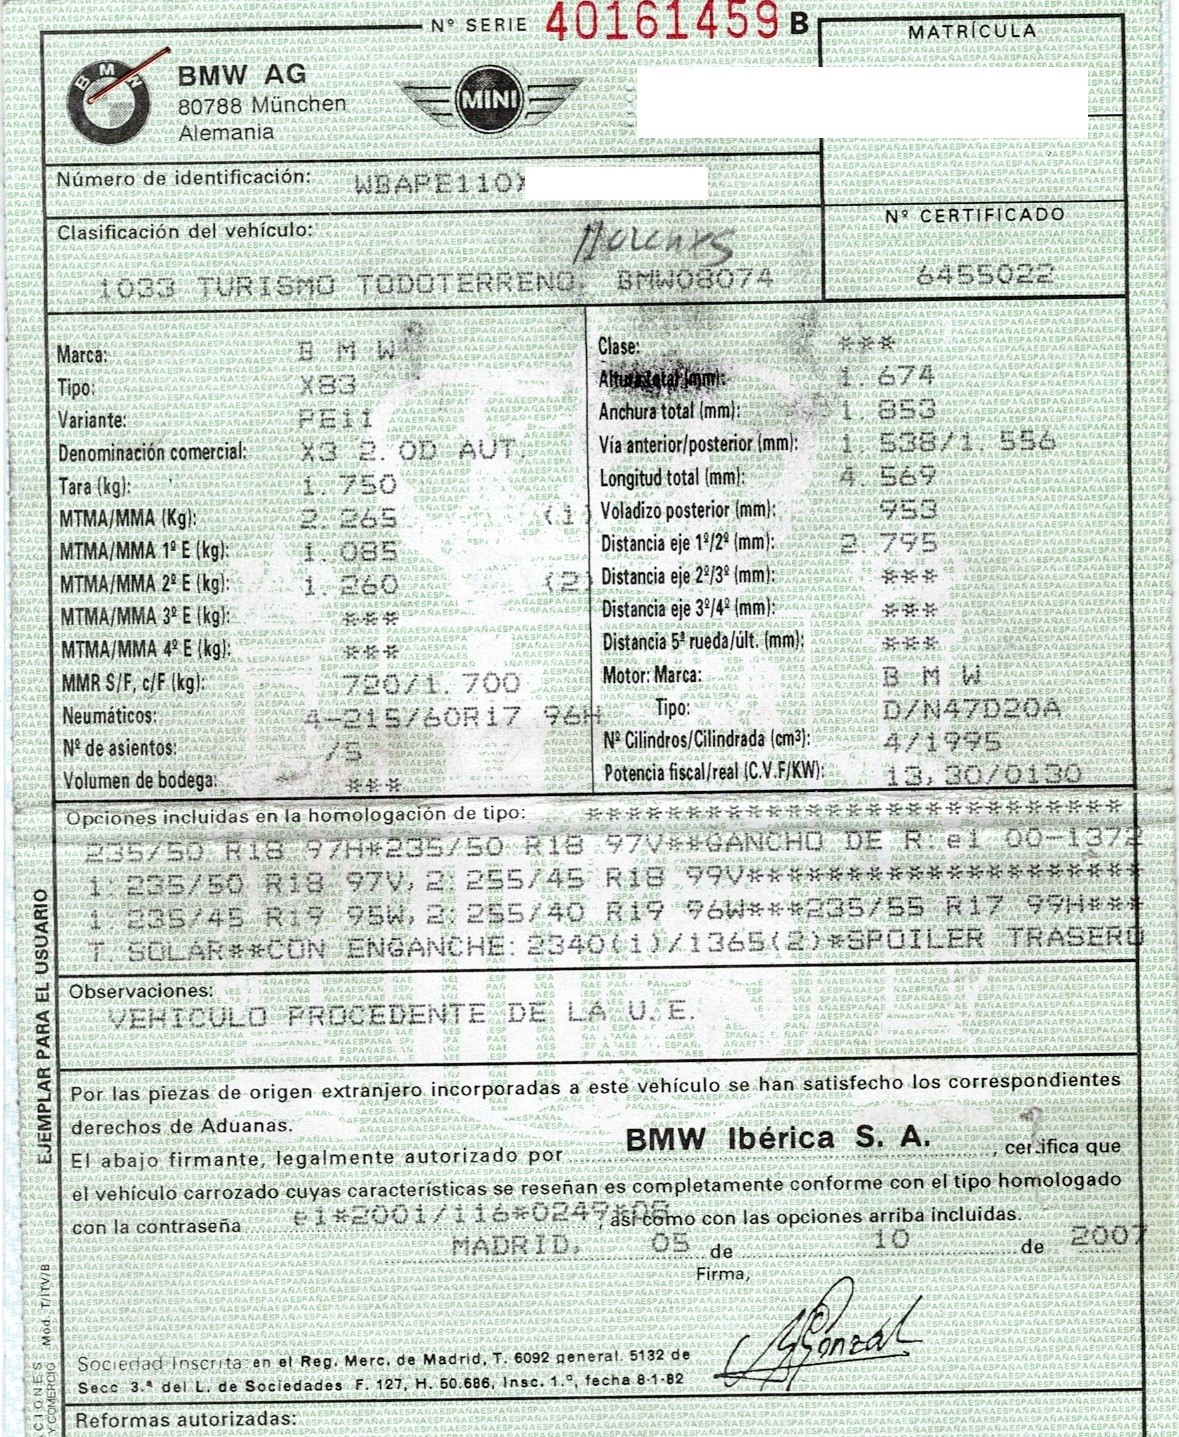 Nº SERIE 40161459 B
MATRÍCULA
BMW
BMW AG
80788 München
Alemania
MINI
Número de identificación: WBAPE110X
Nº CERTIFICADO
6455022
Clasificación del vehículo:
1033 TURISMO TODOTERRENO. BMW08074
Marca: B M W
Tipo: X83
Variante: PE11
Denominación comercial: X3 2. 0D AUT.
Tara (kg): 1. 750
MTMA/MMA (Kg): 2. 265 (1)
MTMA/MMA 1º E (kg): 1. 085
MTMA/MMA 2º E (kg): 1. 260 (2)
MTMA/MMA 3º E (kg): ***
MTMA/MMA 4º E (kg): ***
MMR S/F, c/F (kg): 720/1. 700
Neumáticos: 4-215/60R17 96H
Nº de asientos: /5
Volumen de bodega: ***
Clase: ***
Altura total (mm): 1. 674
Anchura total (mm): 1. 853
Vía anterior/posterior (mm): 1. 538/1. 556
Longitud total (mm): 4. 569
Voladizo posterior (mm): 953
Distancia eje 1º/2º (mm): 2. 795
Distancia eje 2º/3º (mm): ***
Distancia eje 3º/4º (mm): ***
Distancia 5ª rueda/últ. (mm): ***
Motor: Marca: B M W
Tipo: D/N47D20A
Nº Cilindros/Cilindrada (cm³): 4/1995
Potencia fiscal/real (C.V.F/KW): 13,30/0130
Opciones incluidas en la homologación de tipo: ****************************
235/50 R18 97H*235/50 R18 97V**GANCHO DE R:e1 00-1372
1: 235/50 R18 97V, 2: 255/45 R18 99V********************
1: 235/45 R19 95W, 2: 255/40 R19 96W***235/55 R17 99H***
T. SOLAR**CON ENGANCHE: 2340(1)/1365(2)*SPOILER TRASERO
Observaciones:
VEHICULO PROCEDENTE DE LA U.E.
Por las piezas de origen extranjero incorporadas a este vehículo se han satisfecho los correspondientes
derechos de Aduanas.
El abajo firmante, legalmente autorizado por BMW Ibérica S. A., certifica que
el vehículo carrozado cuyas características se reseñan es completamente conforme con el tipo homologado
con la contraseña e1*2001/116*0249*08, así como con las opciones arriba incluidas.
MADRID, 05 de 10 de 2007
Firma,
Sociedad Inscrita en el Reg. Merc. de Madrid, T. 6092 general. 5132 de
Secc 3.ª del L. de Sociedades F. 127, H. 50.686, Insc. 1.º, fecha 8-1-82
Reformas autorizadas:
EJEMPLAR PARA EL USUARIO
Mod. T/ITV/B